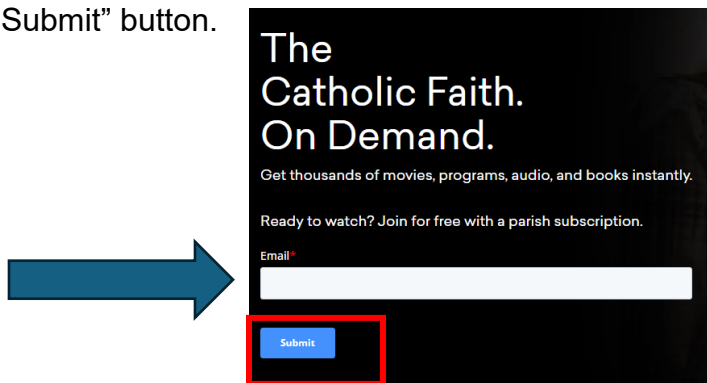 Submit” button.
The
Catholic Faith.
On Demand.
Get thousands of movies, programs, audio, and books instantly.
Ready to watch? Join for free with a parish subscription.
Email*
Submit